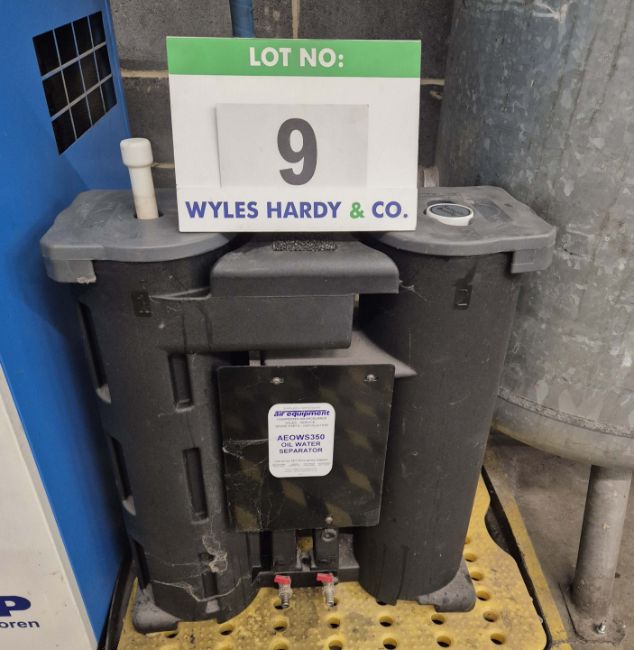 LOT NO:
9
WYLES HARDY & CO.
air equipment
AEOWS350
OIL WATER
SEPARATOR
P
oren